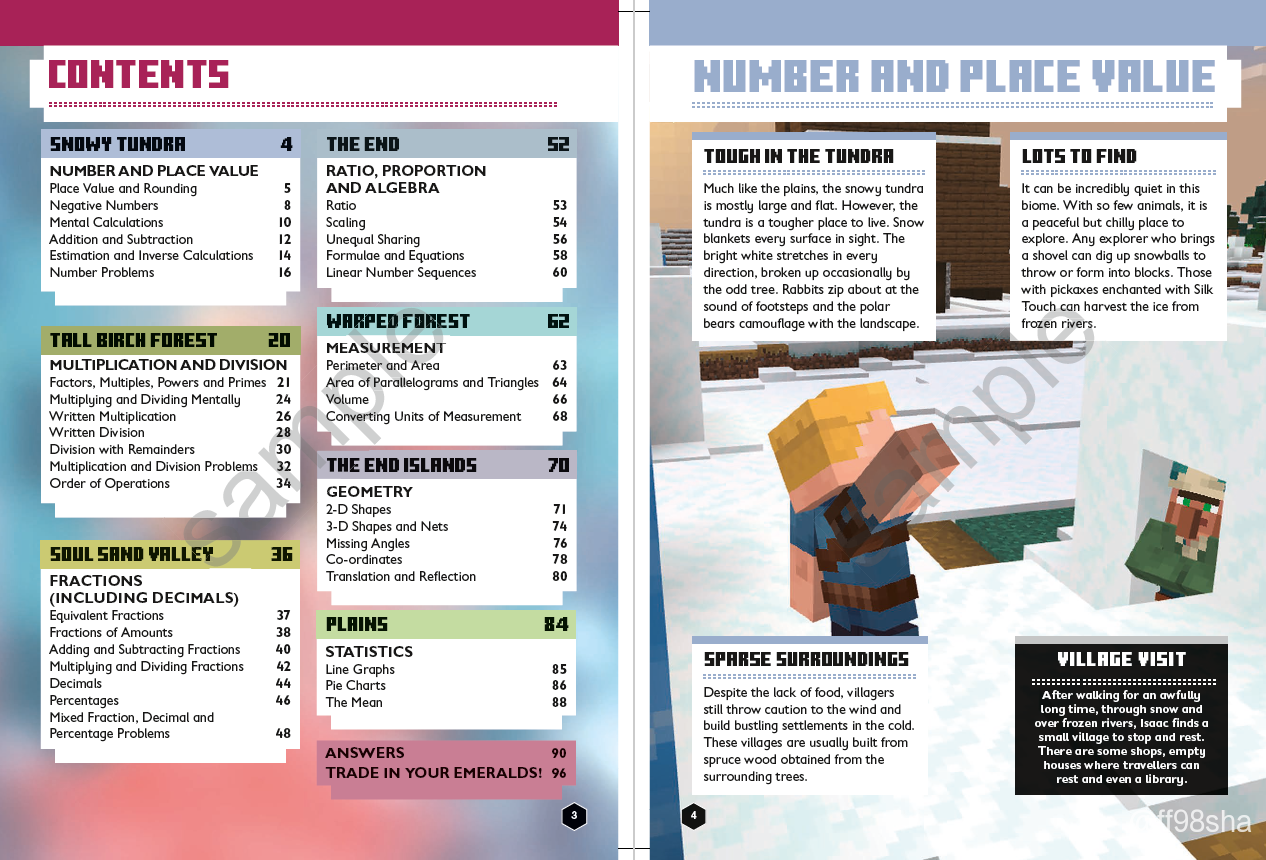 CONTENTS
SNOWY TUNDRA 4
NUMBER AND PLACE VALUE
Place Value and Rounding 5
Negative Numbers 8
Mental Calculations 10
Addition and Subtraction 12
Estimation and Inverse Calculations 14
Number Problems 16
TALL BIRCH FOREST 20
MULTIPLICATION AND DIVISION
Factors, Multiples, Powers and Primes 21
Multiplying and Dividing Mentally 24
Written Multiplication 26
Written Division 28
Division with Remainders 30
Multiplication and Division Problems 32
Order of Operations 34
SOUL SAND VALLEY 36
FRACTIONS
(INCLUDING DECIMALS)
Equivalent Fractions 37
Fractions of Amounts 38
Adding and Subtracting Fractions 40
Multiplying and Dividing Fractions 42
Decimals 44
Percentages 46
Mixed Fraction, Decimal and
Percentage Problems 48
THE END 52
RATIO, PROPORTION
AND ALGEBRA
Ratio 53
Scaling 54
Unequal Sharing 56
Formulae and Equations 58
Linear Number Sequences 60
WARPED FOREST 62
MEASUREMENT
Perimeter and Area 63
Area of Parallelograms and Triangles 64
Volume 66
Converting Units of Measurement 68
THE END ISLANDS 70
GEOMETRY
2-D Shapes 71
3-D Shapes and Nets 74
Missing Angles 76
Co-ordinates 78
Translation and Reflection 80
PLAINS 84
STATISTICS
Line Graphs 85
Pie Charts 86
The Mean 88
ANSWERS 90
TRADE IN YOUR EMERALDS! 96
3
sample
NUMBER AND PLACE VALUE
TOUGH IN THE TUNDRA
Much like the plains, the snowy tundra
is mostly large and flat. However, the
tundra is a tougher place to live. Snow
blankets every surface in sight. The
bright white stretches in every
direction, broken up occasionally by
the odd tree. Rabbits zip about at the
sound of footsteps and the polar
bears camouflage with the landscape.
LOTS TO FIND
It can be incredibly quiet in this
biome. With so few animals, it is
a peaceful but chilly place to
explore. Any explorer who brings
a shovel can dig up snowballs to
throw or form into blocks. Those
with pickaxes enchanted with Silk
Touch can harvest the ice from
frozen rivers.
sample
SPARSE SURROUNDINGS
Despite the lack of food, villagers
still throw caution to the wind and
build bustling settlements in the cold.
These villages are usually built from
spruce wood obtained from the
surrounding trees.
VILLAGE VISIT
After walking for an awfully
long time, through snow and
over frozen rivers, Isaac finds a
small village to stop and rest.
There are some shops, empty
houses where travellers can
rest and even a library.
4